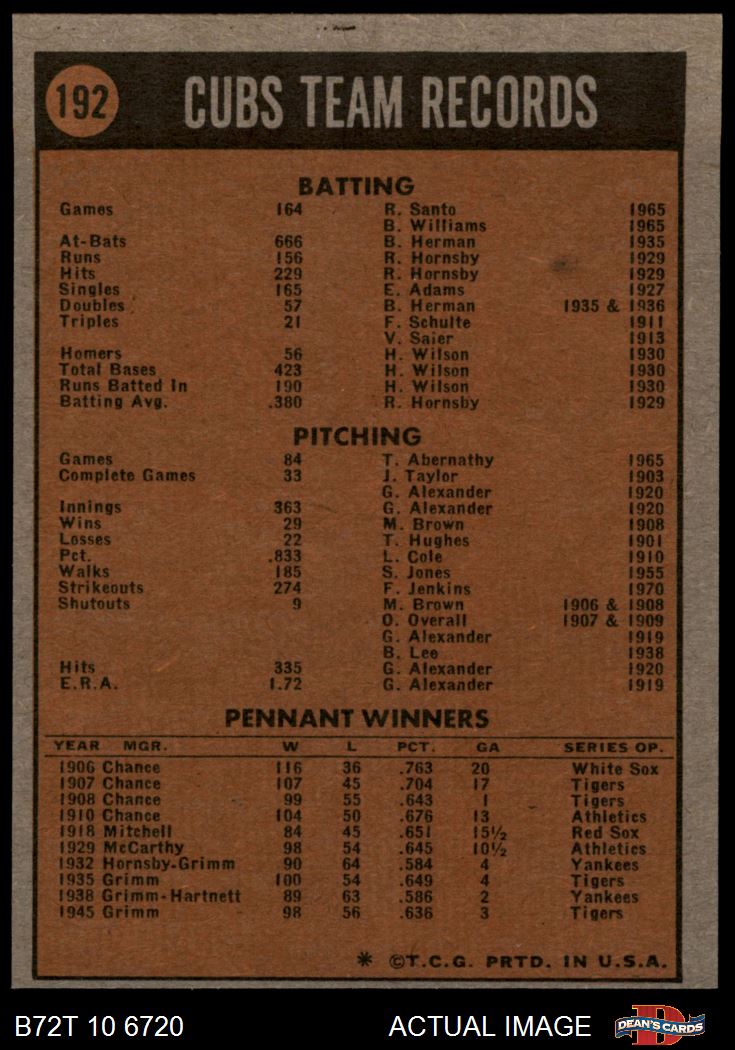 192 CUBS TEAM RECORDS
BATTING
Games 164 R. Santo 1965
B. Williams 1965
At-Bats 666 B. Herman 1935
Runs 156 R. Hornsby 1929
Hits 229 R. Hornsby 1929
Singles 165 E. Adams 1927
Doubles 57 B. Herman 1935 & 1936
Triples 21 F. Schulte 1911
V. Saier 1913
Homers 56 H. Wilson 1930
Total Bases 423 H. Wilson 1930
Runs Batted In 190 H. Wilson 1930
Batting Avg. .380 R. Hornsby 1929
PITCHING
Games 84 T. Abernathy 1965
Complete Games 33 J. Taylor 1903
G. Alexander 1920
Innings 363 G. Alexander 1920
Wins 29 M. Brown 1908
Losses 22 T. Hughes 1901
Pct. .833 L. Cole 1910
Walks 185 S. Jones 1955
Strikeouts 274 F. Jenkins 1970
Shutouts 9 M. Brown 1906 & 1908
O. Overall 1907 & 1909
G. Alexander 1919
B. Lee 1938
Hits 335 G. Alexander 1920
E.R.A. 1.72 G. Alexander 1919
PENNANT WINNERS
YEAR MGR. W L PCT. GA SERIES OP.
1906 Chance 116 36 .763 20 White Sox
1907 Chance 107 45 .704 17 Tigers
1908 Chance 99 55 .643 1 Tigers
1910 Chance 104 50 .676 13 Athletics
1918 Mitchell 84 45 .651 15½ Red Sox
1929 McCarthy 98 54 .645 10½ Athletics
1932 Hornsby-Grimm 90 64 .584 4 Yankees
1935 Grimm 100 54 .649 4 Tigers
1938 Grimm-Hartnett 89 63 .586 2 Yankees
1945 Grimm 98 56 .636 3 Tigers
* ©T.C.G. PRTD. IN U.S.A.
B72T 10 6720 ACTUAL IMAGE D DEAN'S CARDS